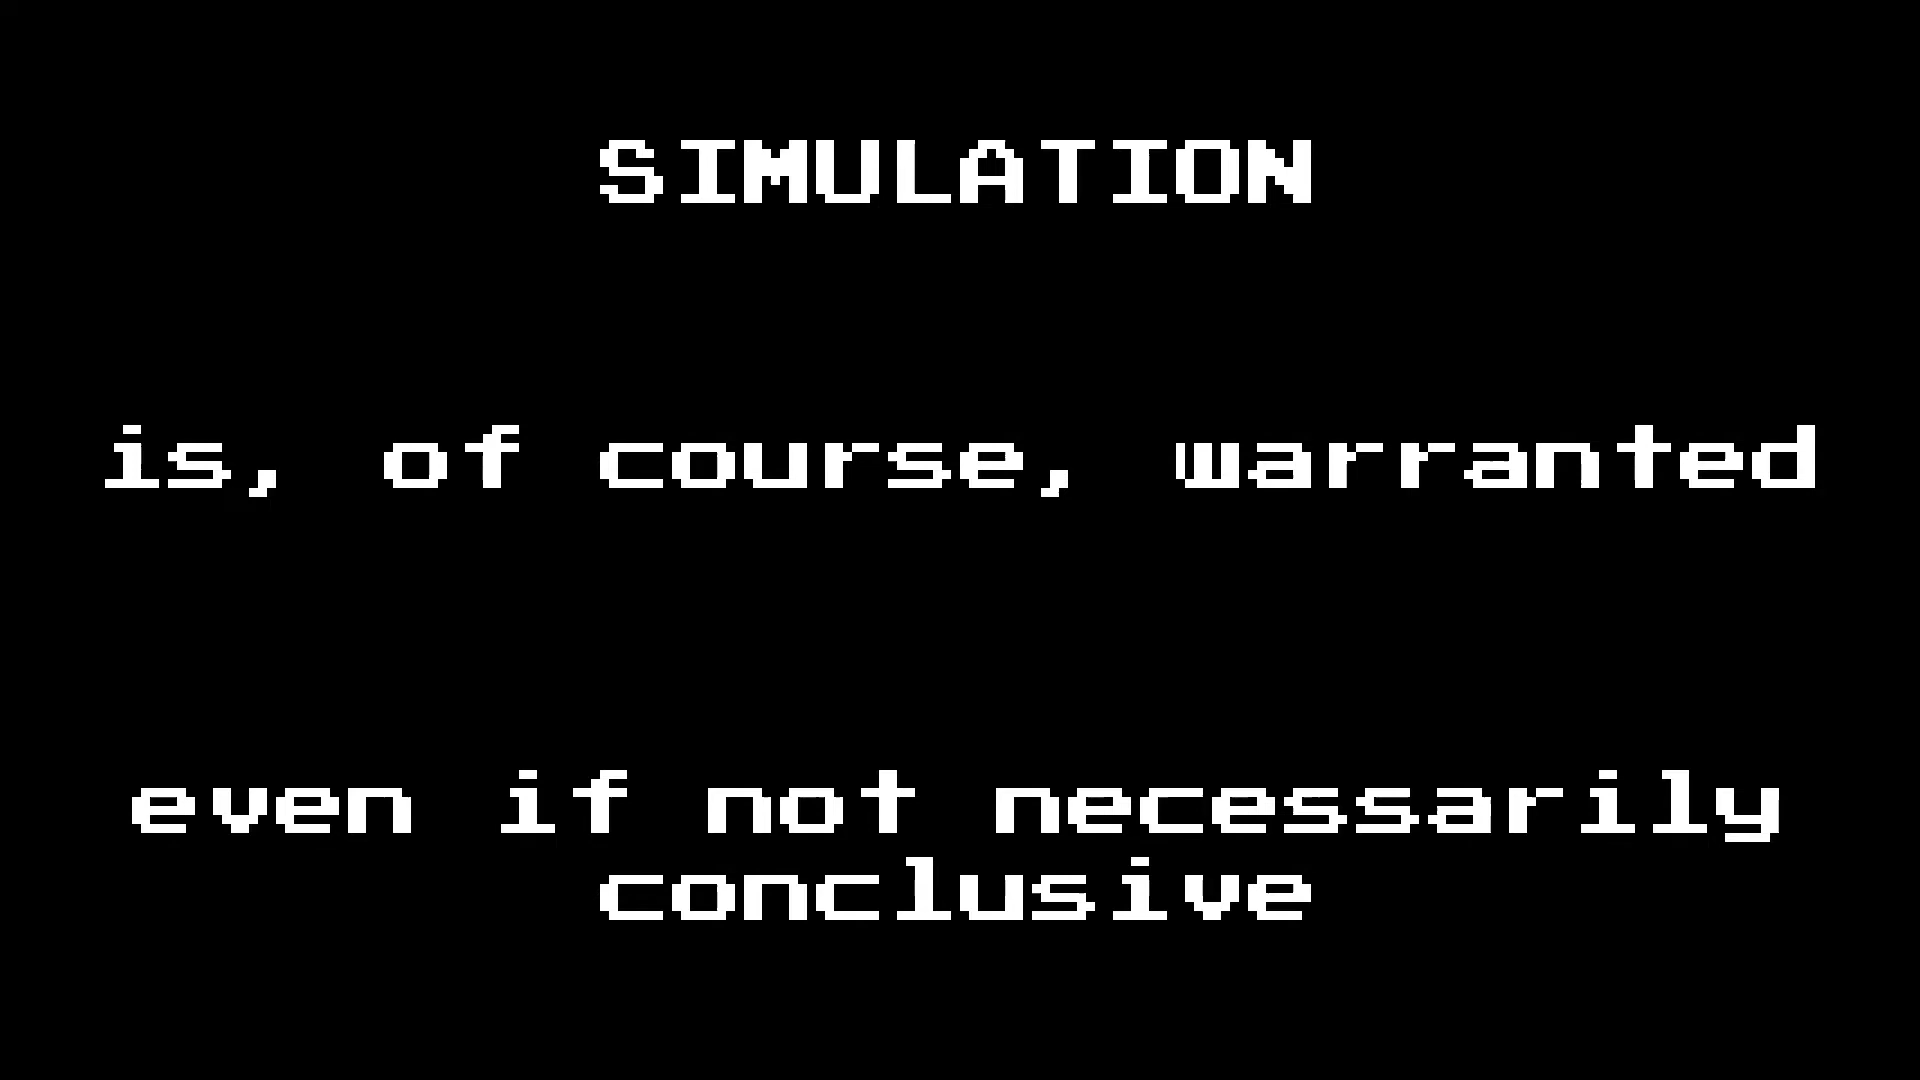 SIMULATION
is, of course, warranted
even if not necessarily
conclusive